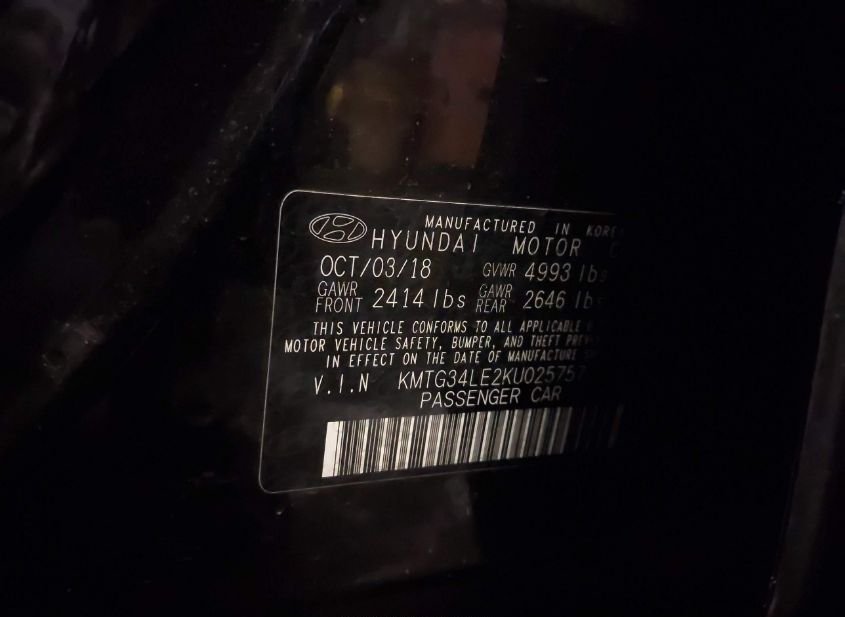 MANUFACTURED IN KOREA
HYUNDAI MOTOR C
OCT/03/18 GVWR 4993 lbs
GAWR FRONT 2414 lbs GAWR REAR 2646 lbs
THIS VEHICLE CONFORMS TO ALL APPLICABLE
MOTOR VEHICLE SAFETY, BUMPER, AND THEFT
IN EFFECT ON THE DATE OF MANUFACTURE
V.I.N KMTG34LE2KU025757
PASSENGER CAR